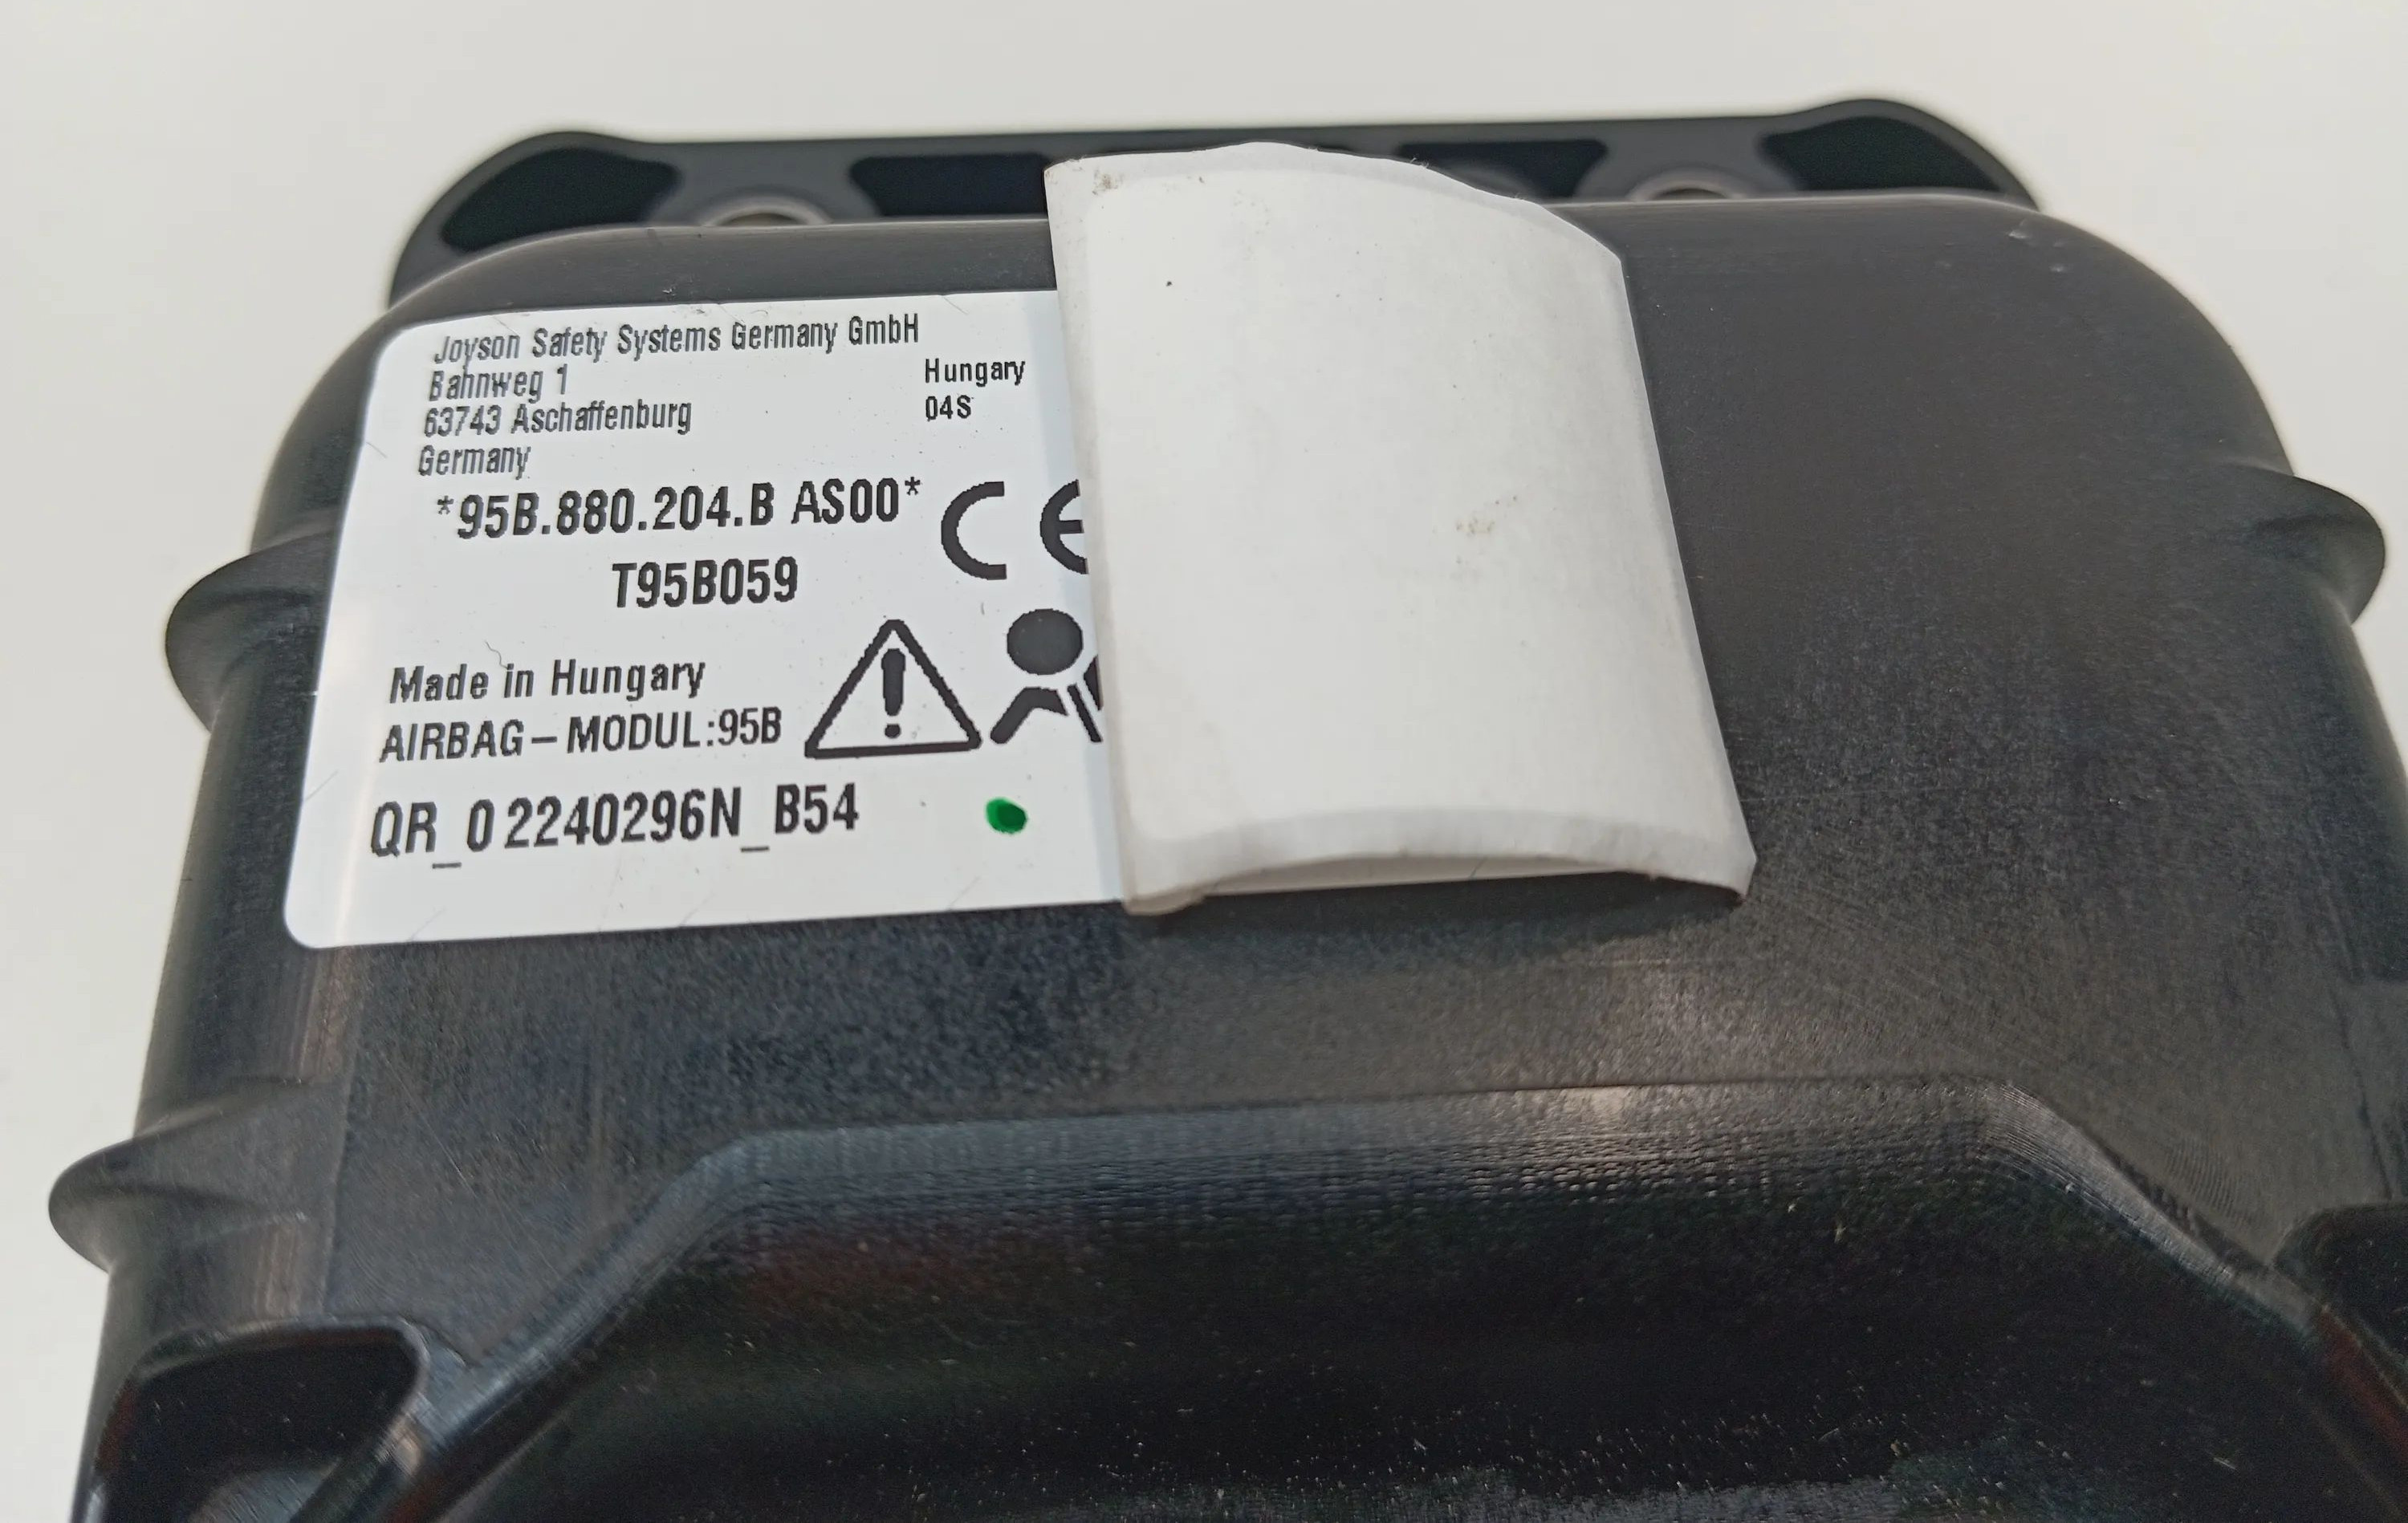 Joyson Safety Systems Germany GmbH
Bahnweg 1
63743 Aschaffenburg
Germany
Hungary
04S
*95B.880.204.B AS00*
CE
T95B059
Made in Hungary
AIRBAG-MODUL:95B
QR_02240296N_B54